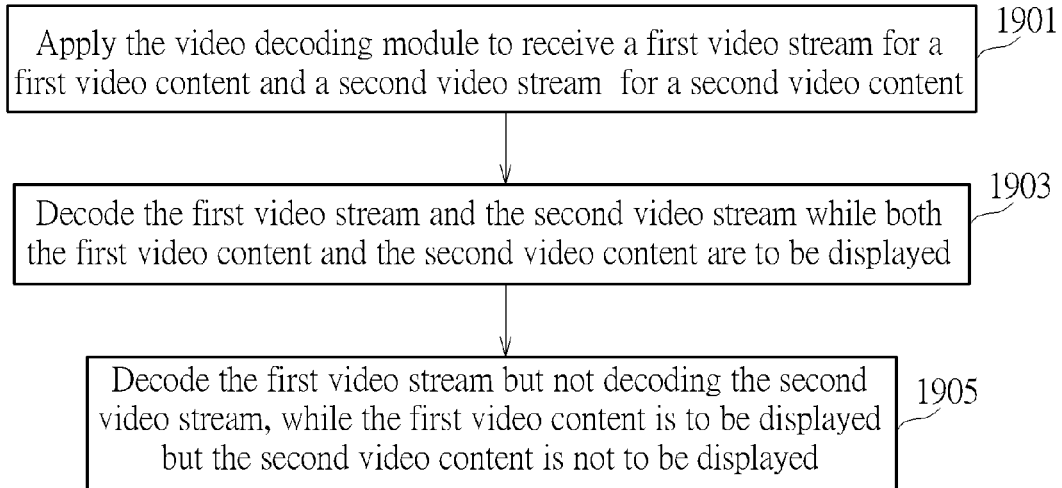 Apply the video decoding module to receive a first video stream for a
first video content and a second video stream for a second video content
1901
Decode the first video stream and the second video stream while both
the first video content and the second video content are to be displayed
1903
Decode the first video stream but not decoding the second
video stream, while the first video content is to be displayed
but the second video content is not to be displayed
1905